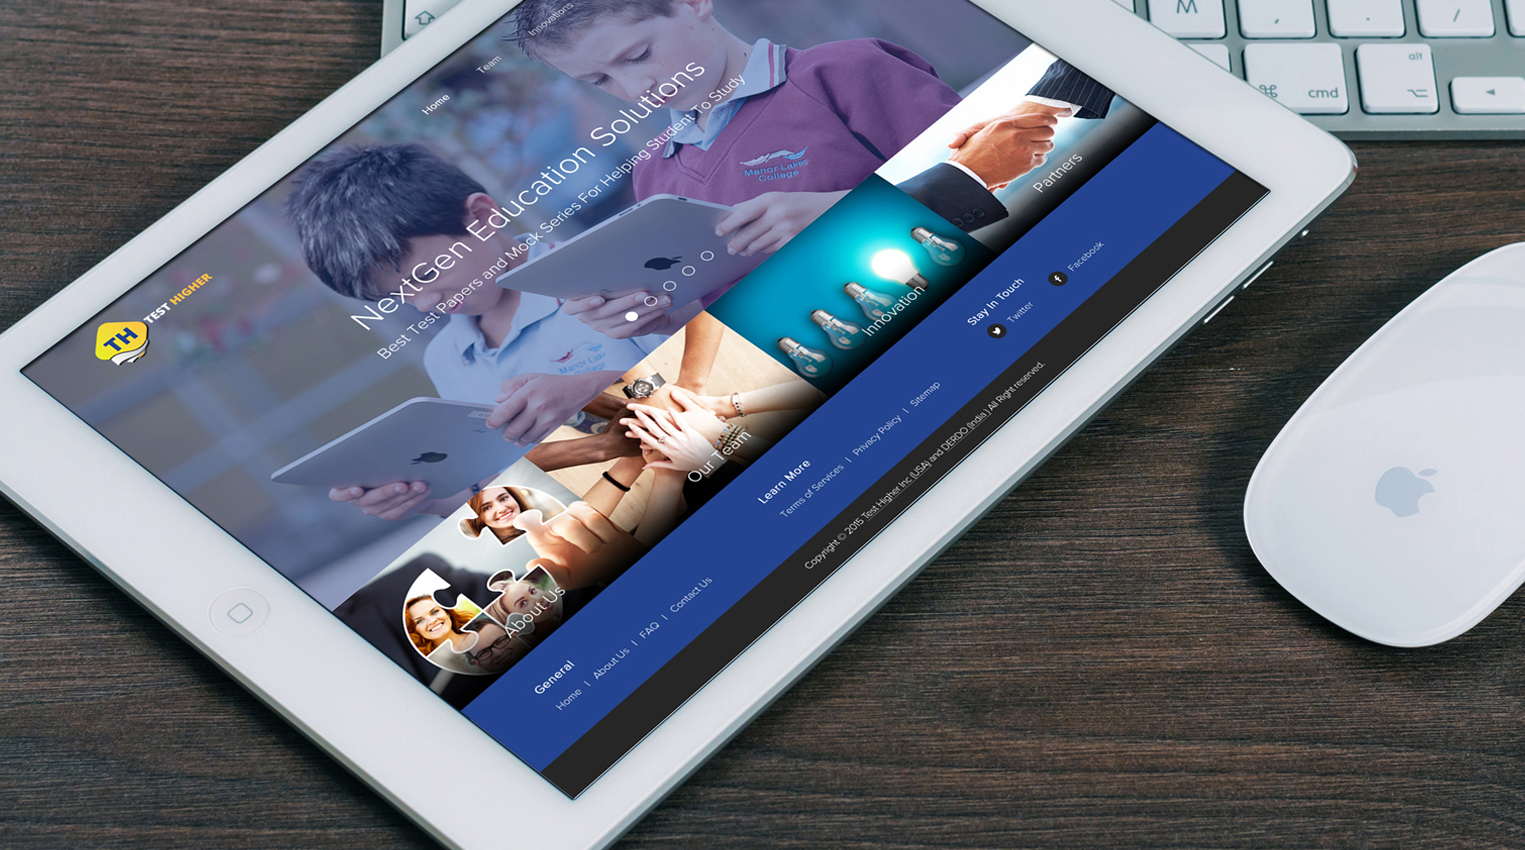 TH
TEST HIGHER
Home
Team
Innovations
NextGen Education Solutions
Best Test Papers and Mock Series For Helping Student To Study
Manor Lakes
College
Manor Lake
About Us
Our Team
Innovation
Partners
General
Home | About Us | FAQ | Contact Us
Learn More
Terms of Services | Privacy Policy | Sitemap
Stay In Touch
Twitter
f Facebook
Copyright © 2015 Test Higher Inc (USA) and DERDO (India) All Right reserved.
M
,
.
/
⌘ cmd
alt
⌥
◄